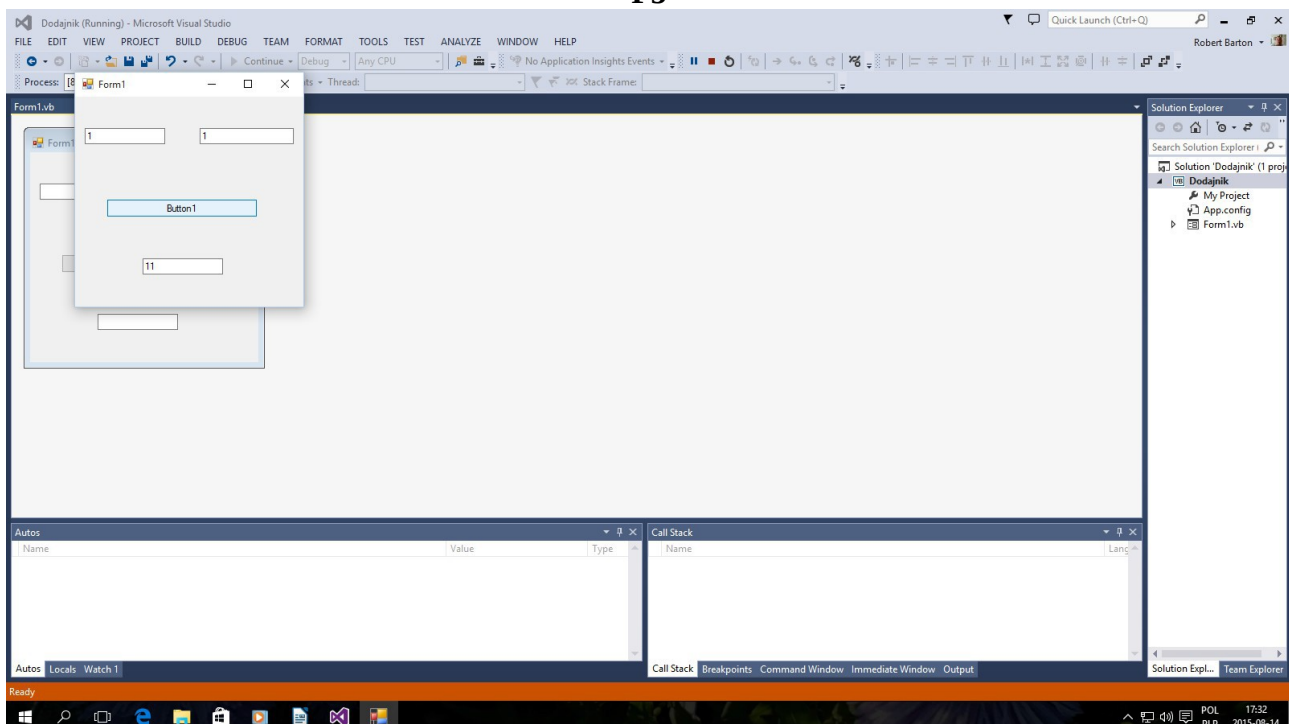 Dodajnik (Running) - Microsoft Visual Studio
Quick Launch (Ctrl+Q)
FILE EDIT VIEW PROJECT BUILD DEBUG TEAM FORMAT TOOLS TEST ANALYZE WINDOW HELP
Robert Barton
Continue Debug Any CPU No Application Insights Events
Process: [8 Thread: Stack Frame:
Form1
Form1.vb
Solution Explorer
1 1
Form1
Search Solution Explorer
Solution 'Dodajnik' (1 proj
VB Dodajnik
My Project
App.config
Form1.vb
Button1
11
Autos
Name Value Type
Call Stack
Name Lang
Autos Locals Watch 1
Call Stack Breakpoints Command Window Immediate Window Output
Solution Expl... Team Explorer
Ready
POL 17:32
2015-08-14